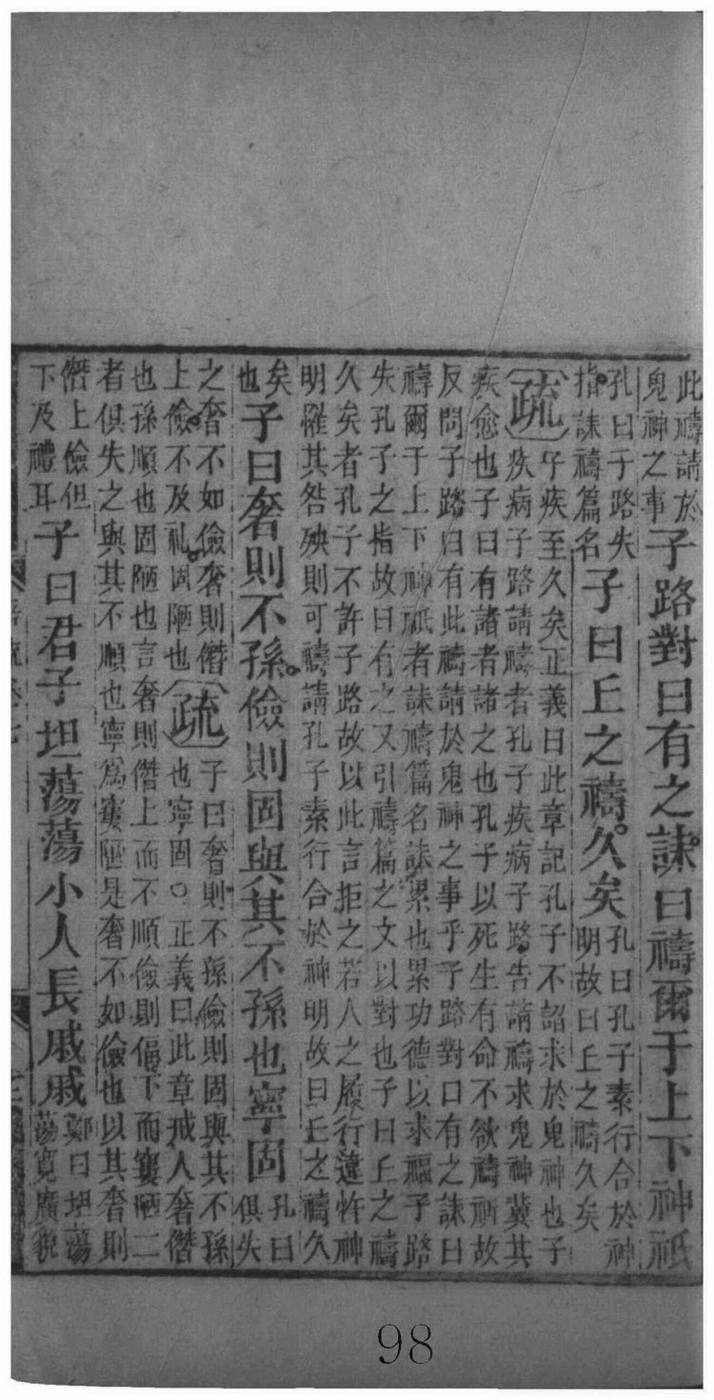 此禱請於
鬼神之事子路對曰有之誄曰禱爾于上下神祇
孔曰子路失
指誄禱篇名子曰丘之禱久矣孔曰孔子素行合於神
明故曰丘之禱久矣
疏子疾至久矣正義曰此章記孔子不諂求於鬼神也子
疾病子路請禱者孔子疾病子路告請禱求鬼神冀其
疾愈也子曰有諸者諸之也孔子以死生有命不欲禱祈故
反問子路曰有此禱請於鬼神之事乎子路對曰有之誄曰
禱爾于上下神祇者誄禱篇名誄累也累功德以求福子路
失孔子之指故曰有之又引禱篇之文以對也子曰丘之禱
久矣者孔子不許子路故以此言拒之若人之履行違忤神
明罹其咎殃則可禱請孔子素行合於神明故曰丘之禱久
矣
也子曰奢則不孫儉則固與其不孫也寧固孔曰
俱失
之奢不如儉奢則僭
上儉不及礼固陋也疏子曰奢則不孫儉則固與其不孫
也寧固○正義曰此章戒人奢僭
也孫順也固陋也言奢則僭上而不順儉則偪下而窶陋二
者俱失之與其不順也寧爲窶陋是奢不如儉也以其奢則
僭上儉但
下及禮耳子曰君子坦蕩蕩小人長戚戚鄭曰坦蕩
蕩寬廣貌
98